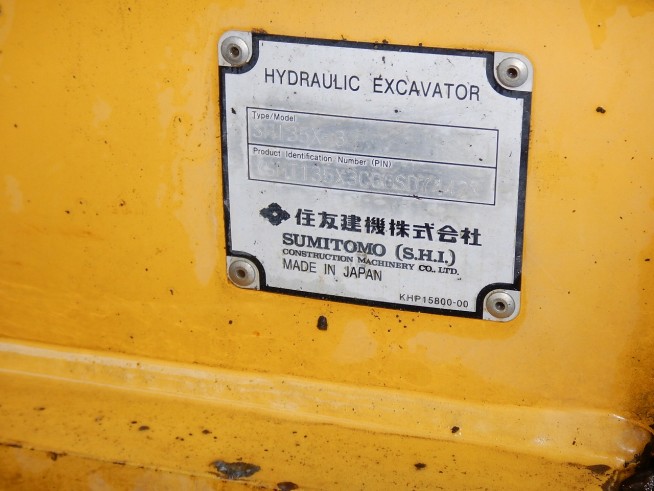 HYDRAULIC EXCAVATOR
Type/Model
Product Identification Number (PIN)
住友建機株式会社
SUMITOMO (S.H.I.)
CONSTRUCTION MACHINERY CO., LTD.
MADE IN JAPAN
KHP15800-00